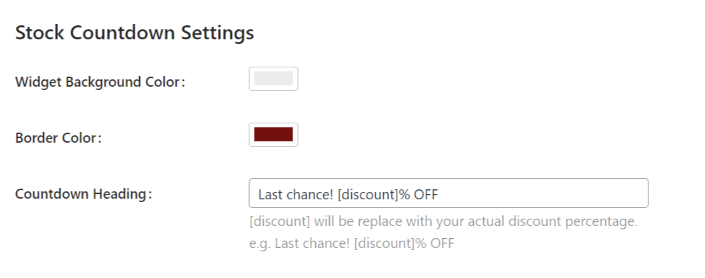 Stock Countdown Settings
Widget Background Color:
Border Color:
Countdown Heading:
Last chance! [discount]% OFF
[discount] will be replace with your actual discount percentage.
e.g. Last chance! [discount]% OFF